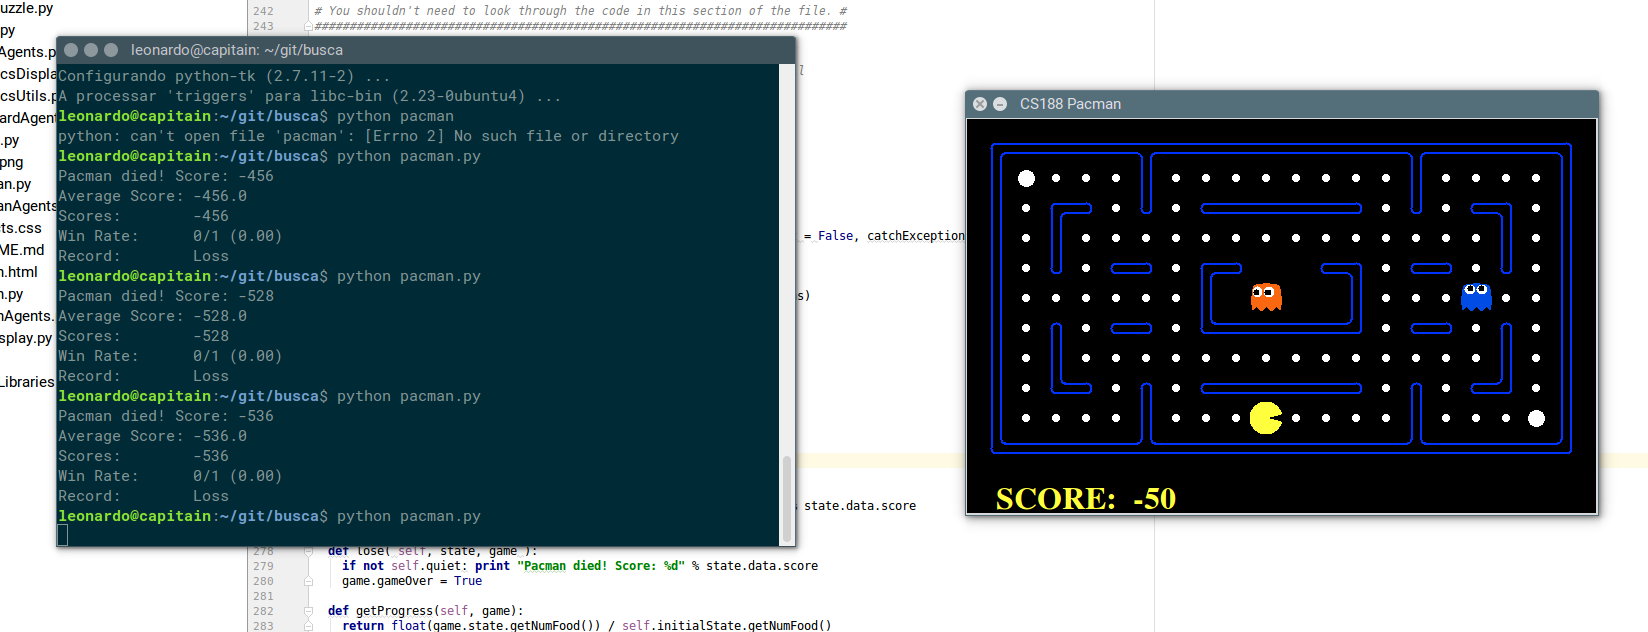 uzzle.py
py
Agents.p
csDispla
csUtils.p
ardAgent
.py
png
an.py
anAgents
ts.css
ME.md
n.html
n.py
nAgents.
splay.py
Libraries
242 # You shouldn't need to look through the code in this section of the file. #
243 ############################################################################
leonardo@capitain: ~/git/busca
Configurando python-tk (2.7.11-2) ...
A processar 'triggers' para libc-bin (2.23-0ubuntu4) ...
leonardo@capitain:~/git/busca$ python pacman
python: can't open file 'pacman': [Errno 2] No such file or directory
leonardo@capitain:~/git/busca$ python pacman.py
Pacman died! Score: -456
Average Score: -456.0
Scores:        -456
Win Rate:      0/1 (0.00)
Record:        Loss
leonardo@capitain:~/git/busca$ python pacman.py
Pacman died! Score: -528
Average Score: -528.0
Scores:        -528
Win Rate:      0/1 (0.00)
Record:        Loss
leonardo@capitain:~/git/busca$ python pacman.py
Pacman died! Score: -536
Average Score: -536.0
Scores:        -536
Win Rate:      0/1 (0.00)
Record:        Loss
leonardo@capitain:~/git/busca$ python pacman.py
l
= False, catchException
s)
state.data.score
278 def lose( self, state, game ):
279 if not self.quiet: print "Pacman died! Score: %d" % state.data.score
280 game.gameOver = True
281
282 def getProgress(self, game):
283 return float(game.state.getNumFood()) / self.initialState.getNumFood()
CS188 Pacman
SCORE: -50